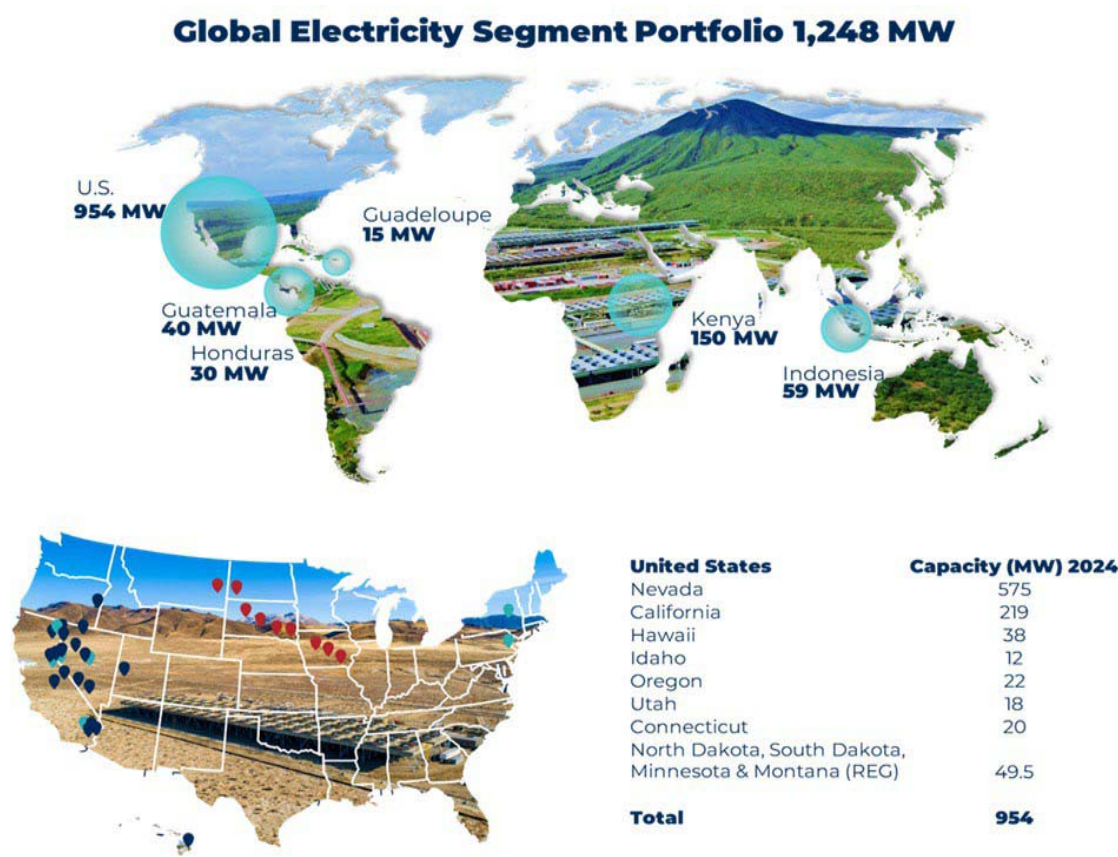 Global Electricity Segment Portfolio 1,248 MW
U.S.
954 MW
Guadeloupe
15 MW
Guatemala
40 MW
Honduras
30 MW
Kenya
150 MW
Indonesia
59 MW
United States Capacity (MW) 2024
Nevada 575
California 219
Hawaii 38
Idaho 12
Oregon 22
Utah 18
Connecticut 20
North Dakota, South Dakota,
Minnesota & Montana (REG) 49.5
Total 954